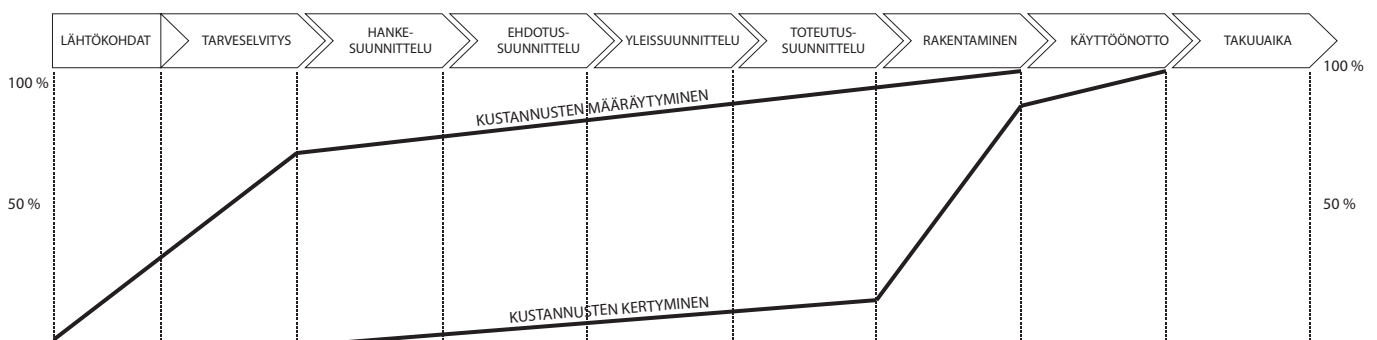 LÄHTÖKOHDAT
TARVESELVITYS
HANKE-
SUUNNITTELU
EHDOTUS-
SUUNNITTELU
YLEISSUUNNITTELU
TOTEUTUS-
SUUNNITTELU
RAKENTAMINEN
KÄYTTÖÖNOTTO
TAKUUAIKA
100 %
100 %
KUSTANNUSTEN MÄÄRÄYTYMINEN
50 %
50 %
KUSTANNUSTEN KERTYMINEN